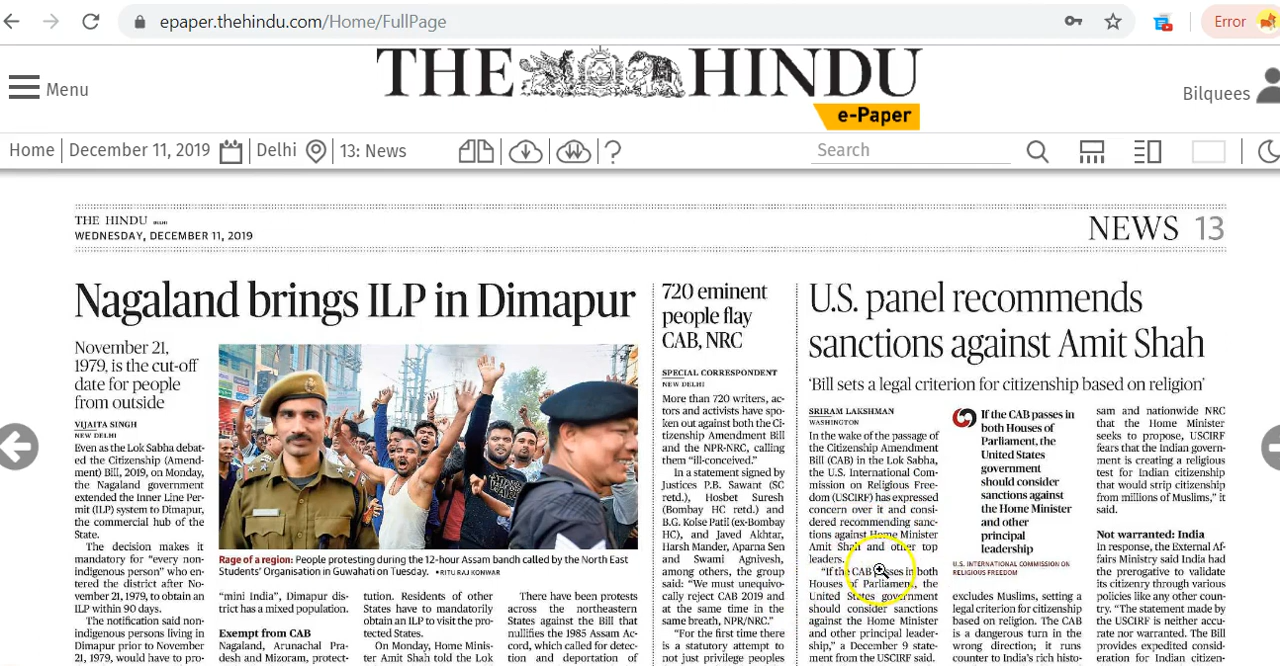 epaper.thehindu.com/Home/FullPage
Error
Menu
THE HINDU
e-Paper
Bilquees
Home
December 11, 2019
Delhi
13: News
?
Search
THE HINDU
WEDNESDAY, DECEMBER 11, 2019
NEWS 13
Nagaland brings ILP in Dimapur
November 21,
1979, is the cut-off
date for people
from outside
VIJAITA SINGH
NEW DELHI
Even as the Lok Sabha debat-
ed the Citizenship (Amend-
ment) Bill, 2019, on Monday,
the Nagaland government
extended the Inner Line Per-
mit (ILP) system to Dimapur,
the commercial hub of the
State.
The decision makes it
mandatory for “every non-
indigenous person” who en-
tered the district after No-
vember 21, 1979, to obtain an
ILP within 90 days.
The notification said non-
indigenous persons living in
Dimapur prior to November
21, 1979, would have to pro-
Rage of a region: People protesting during the 12-hour Assam bandh called by the North East
Students' Organisation in Guwahati on Tuesday. • RITU RAJ KONWAR
“mini India”, Dimapur dis-
trict has a mixed population.
Exempt from CAB
Nagaland, Arunachal Pra-
desh and Mizoram, protect-
tution. Residents of other
States have to mandatorily
obtain an ILP to visit the pro-
tected States.
On Monday, Home Minis-
ter Amit Shah told the Lok
There have been protests
across the northeastern
States against the Bill that
nullifies the 1985 Assam Ac-
cord, which called for detec-
tion and deportation of
720 eminent
people flay
CAB, NRC
SPECIAL CORRESPONDENT
NEW DELHI
More than 720 writers, ac-
tors and activists have spo-
ken out against both the Ci-
tizenship Amendment Bill
and the NPR-NRC, calling
them “ill-conceived.”
In a statement signed by
Justices P.B. Sawant (SC
retd.), Hosbet Suresh
(Bombay HC retd.) and
B.G. Kolse Patil (ex-Bombay
HC), and Javed Akhtar,
Harsh Mander, Aparna Sen
and Swami Agnivesh,
among others, the group
said: “We must unequivo-
cally reject CAB 2019 and
at the same time in the
same breath, NPR/NRC.”
“For the first time there
is a statutory attempt to
not just privilege peoples
U.S. panel recommends
sanctions against Amit Shah
‘Bill sets a legal criterion for citizenship based on religion’
SRIRAM LAKSHMAN
WASHINGTON
In the wake of the passage of
the Citizenship Amendment
Bill (CAB) in the Lok Sabha,
the U.S. International Com-
mission on Religious Free-
dom (USCIRF) has expressed
concern over it and consi-
dered recommending sanc-
tions against Home Minister
Amit Shah and other top
leaders.
“If the CAB passes in both
Houses of Parliament, the
United States government
should consider sanctions
against the Home Minister
and other principal leader-
ship,” a December 9 state-
ment from the USCIRF said.
If the CAB passes in
both Houses of
Parliament, the
United States
government
should consider
sanctions against
the Home Minister
and other
principal
leadership
U.S. INTERNATIONAL COMMISSION ON
RELIGIOUS FREEDOM
excludes Muslims, setting a
legal criterion for citizenship
based on religion. The CAB
is a dangerous turn in the
wrong direction; it runs
counter to India's rich histo-
sam and nationwide NRC
that the Home Minister
seeks to propose, USCIRF
fears that the Indian govern-
ment is creating a religious
test for Indian citizenship
that would strip citizenship
from millions of Muslims,” it
said.
Not warranted: India
In response, the External Af-
fairs Ministry said India had
the prerogative to validate
its citizenry through various
policies like any other coun-
try. “The statement made by
the USCIRF is neither accu-
rate nor warranted. The Bill
provides expedited consid-
eration for Indian citizen-